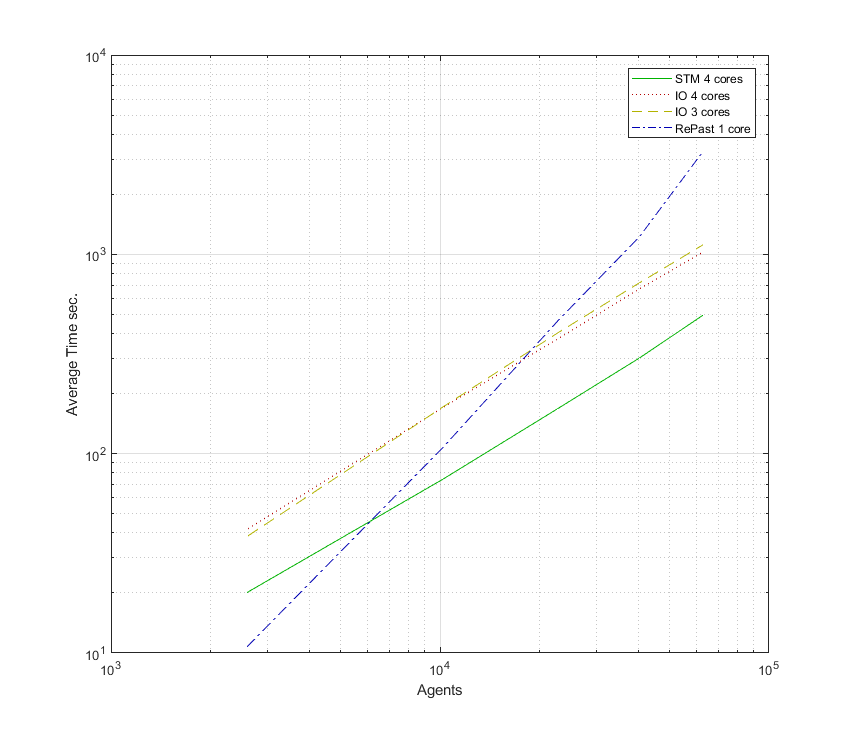 10^4
STM 4 cores
IO 4 cores
IO 3 cores
RePast 1 core
10^3
Average Time sec.
10^2
10^1
10^3 10^4 10^5
Agents